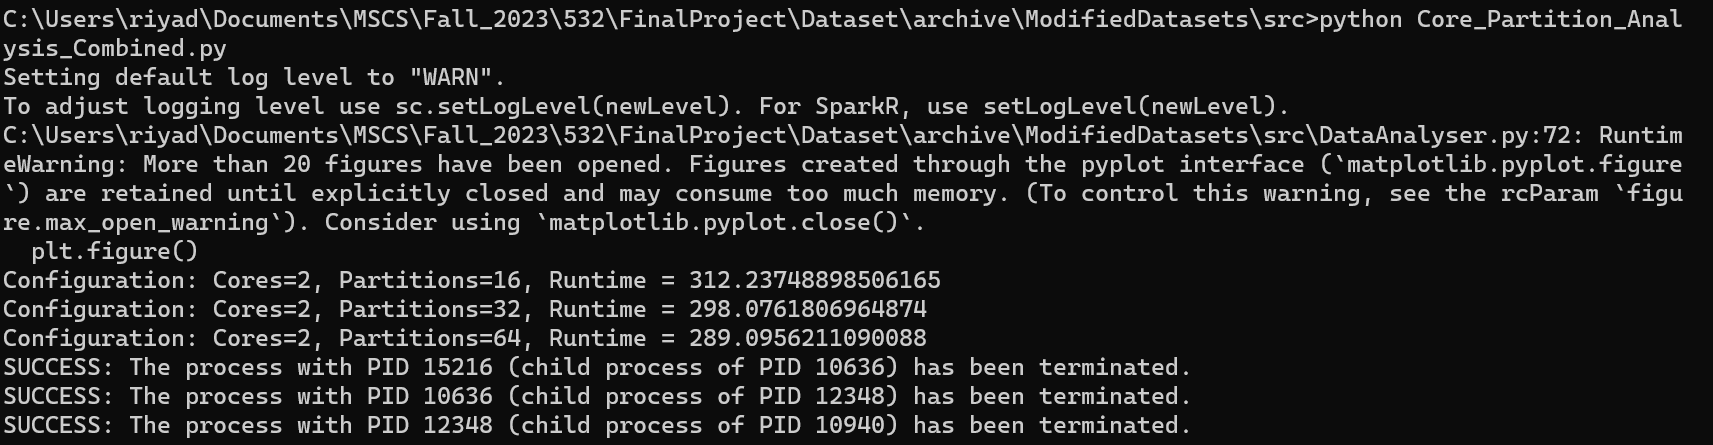 C:\Users\riyad\Documents\MSCS\Fall_2023\532\FinalProject\Dataset\archive\ModifiedDatasets\src>python Core_Partition_Anal
ysis_Combined.py
Setting default log level to "WARN".
To adjust logging level use sc.setLogLevel(newLevel). For SparkR, use setLogLevel(newLevel).
C:\Users\riyad\Documents\MSCS\Fall_2023\532\FinalProject\Dataset\archive\ModifiedDatasets\src\DataAnalyser.py:72: Runtim
eWarning: More than 20 figures have been opened. Figures created through the pyplot interface (`matplotlib.pyplot.figure
`) are retained until explicitly closed and may consume too much memory. (To control this warning, see the rcParam `figu
re.max_open_warning`). Consider using `matplotlib.pyplot.close()`.
  plt.figure()
Configuration: Cores=2, Partitions=16, Runtime = 312.23748898506165
Configuration: Cores=2, Partitions=32, Runtime = 298.0761806964874
Configuration: Cores=2, Partitions=64, Runtime = 289.0956211090088
SUCCESS: The process with PID 15216 (child process of PID 10636) has been terminated.
SUCCESS: The process with PID 10636 (child process of PID 12348) has been terminated.
SUCCESS: The process with PID 12348 (child process of PID 10940) has been terminated.